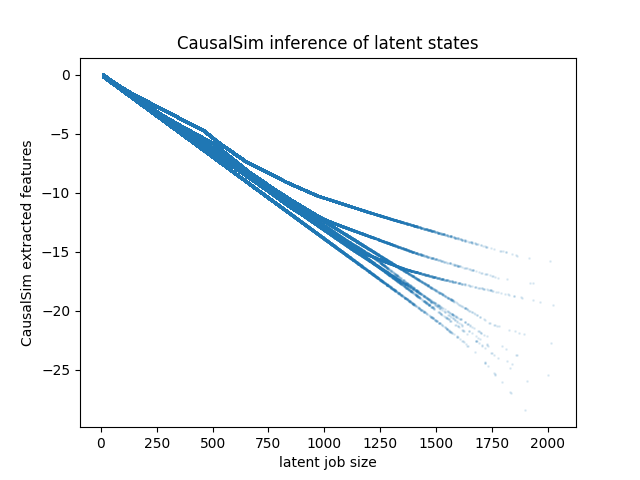 CausalSim inference of latent states
CausalSim extracted features
0
−5
−10
−15
−20
−25
0 250 500 750 1000 1250 1500 1750 2000
latent job size